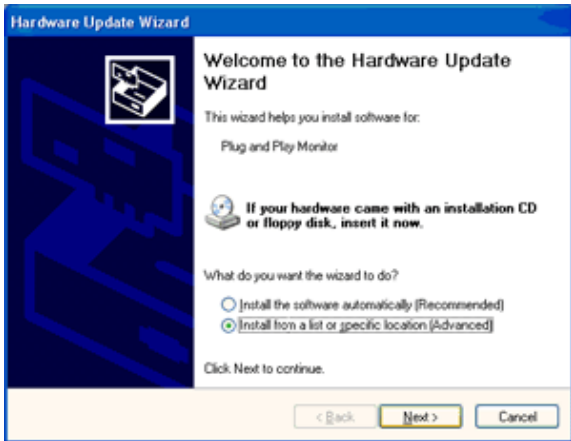 Hardware Update Wizard
Welcome to the Hardware Update
Wizard
This wizard helps you install software for:
Plug and Play Monitor
If your hardware came with an installation CD
or floppy disk, insert it now.
What do you want the wizard to do?
Install the software automatically (Recommended)
Install from a list or specific location (Advanced)
Click Next to continue.
< Back Next > Cancel